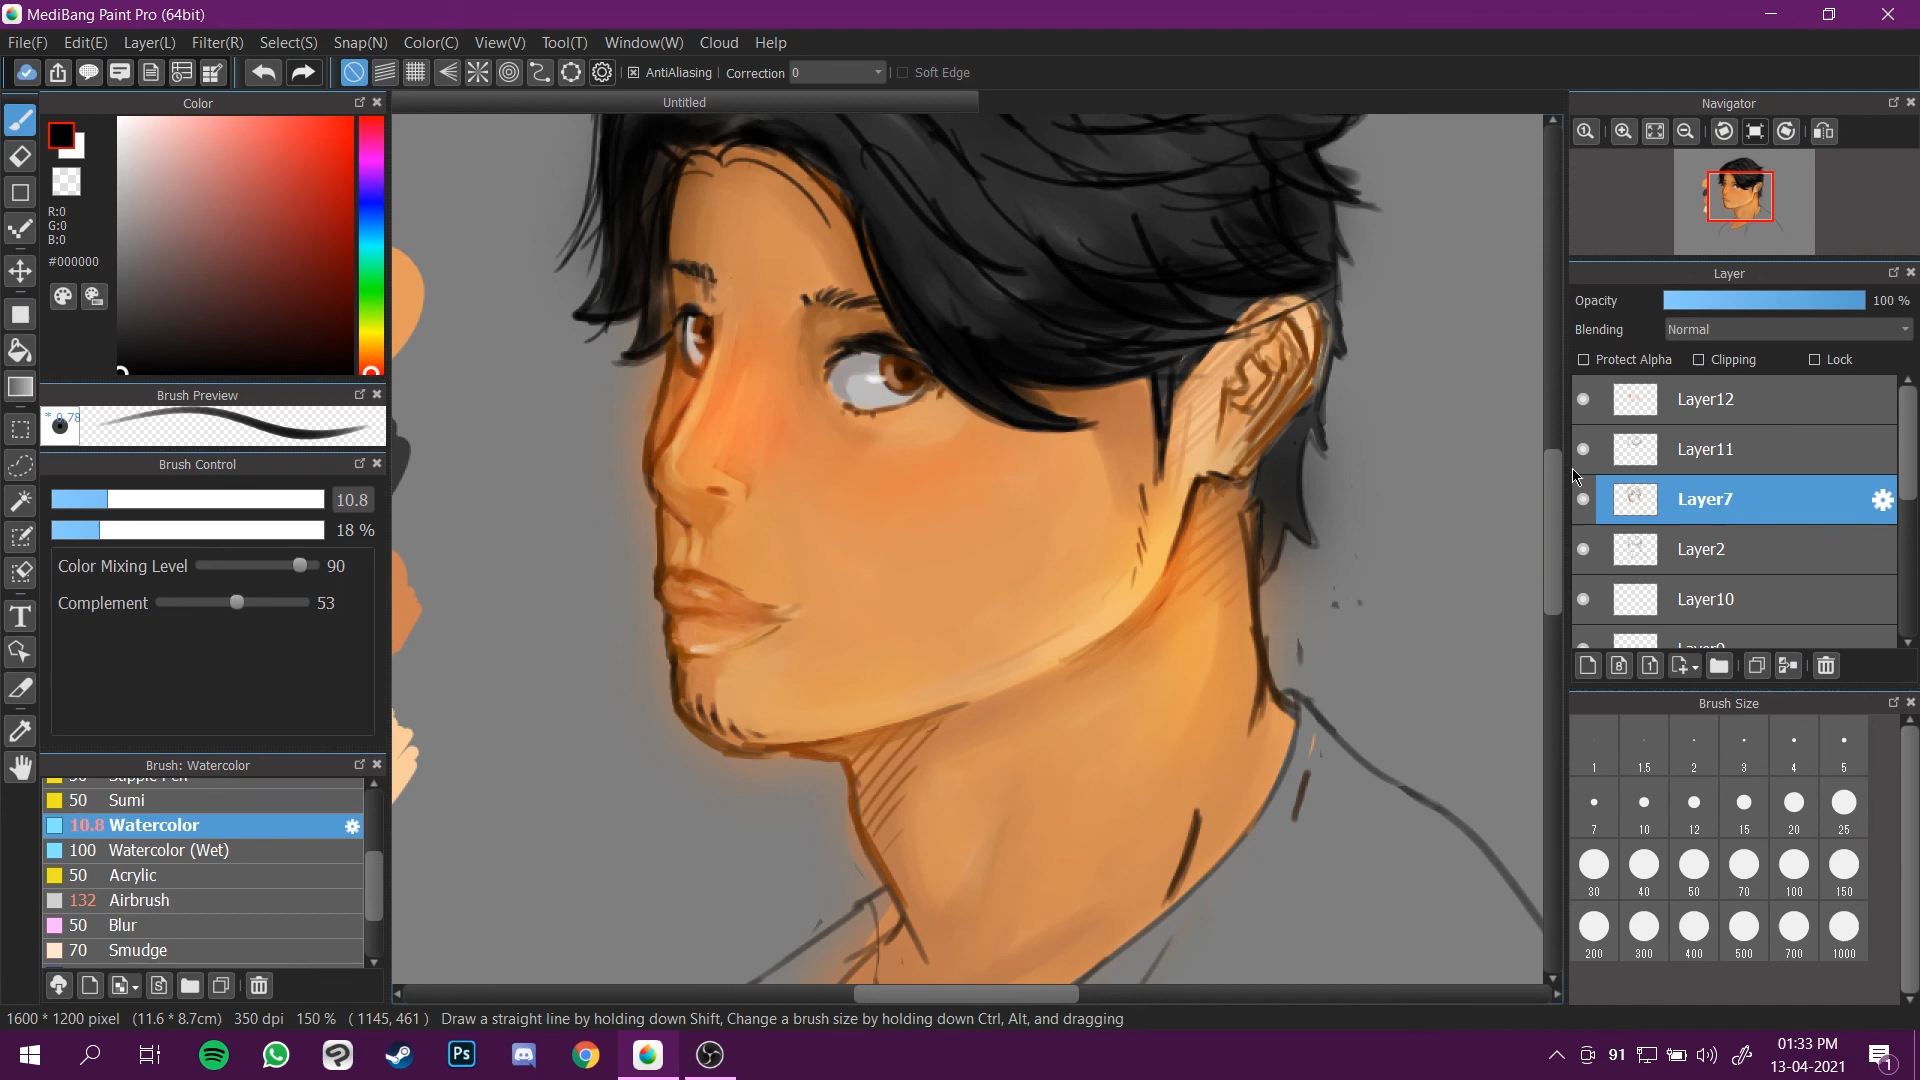 MediBang Paint Pro (64bit)
File(F) Edit(E) Layer(L) Filter(R) Select(S) Snap(N) Color(C) View(V) Tool(T) Window(W) Cloud Help
AntiAliasing Correction 0 Soft Edge
Color
Untitled
Navigator
R:0
G:0
B:0
#000000
Layer
Opacity 100 %
Blending Normal
Protect Alpha Clipping Lock
Layer12
Layer11
Layer7
Layer2
Layer10
Brush Preview
* 0.78
Brush Control
10.8
18 %
Color Mixing Level 90
Complement 53
Brush Size
1 1.5 2 3 4 5
7 10 12 15 20 25
30 40 50 70 100 150
200 300 400 500 700 1000
Brush: Watercolor
50 Sumi
10.8 Watercolor
100 Watercolor (Wet)
50 Acrylic
132 Airbrush
50 Blur
70 Smudge
1600 * 1200 pixel (11.6 * 8.7cm) 350 dpi 150 % ( 1145, 461 ) Draw a straight line by holding down Shift, Change a brush size by holding down Ctrl, Alt, and dragging
Ps
91
01:33 PM
13-04-2021
1